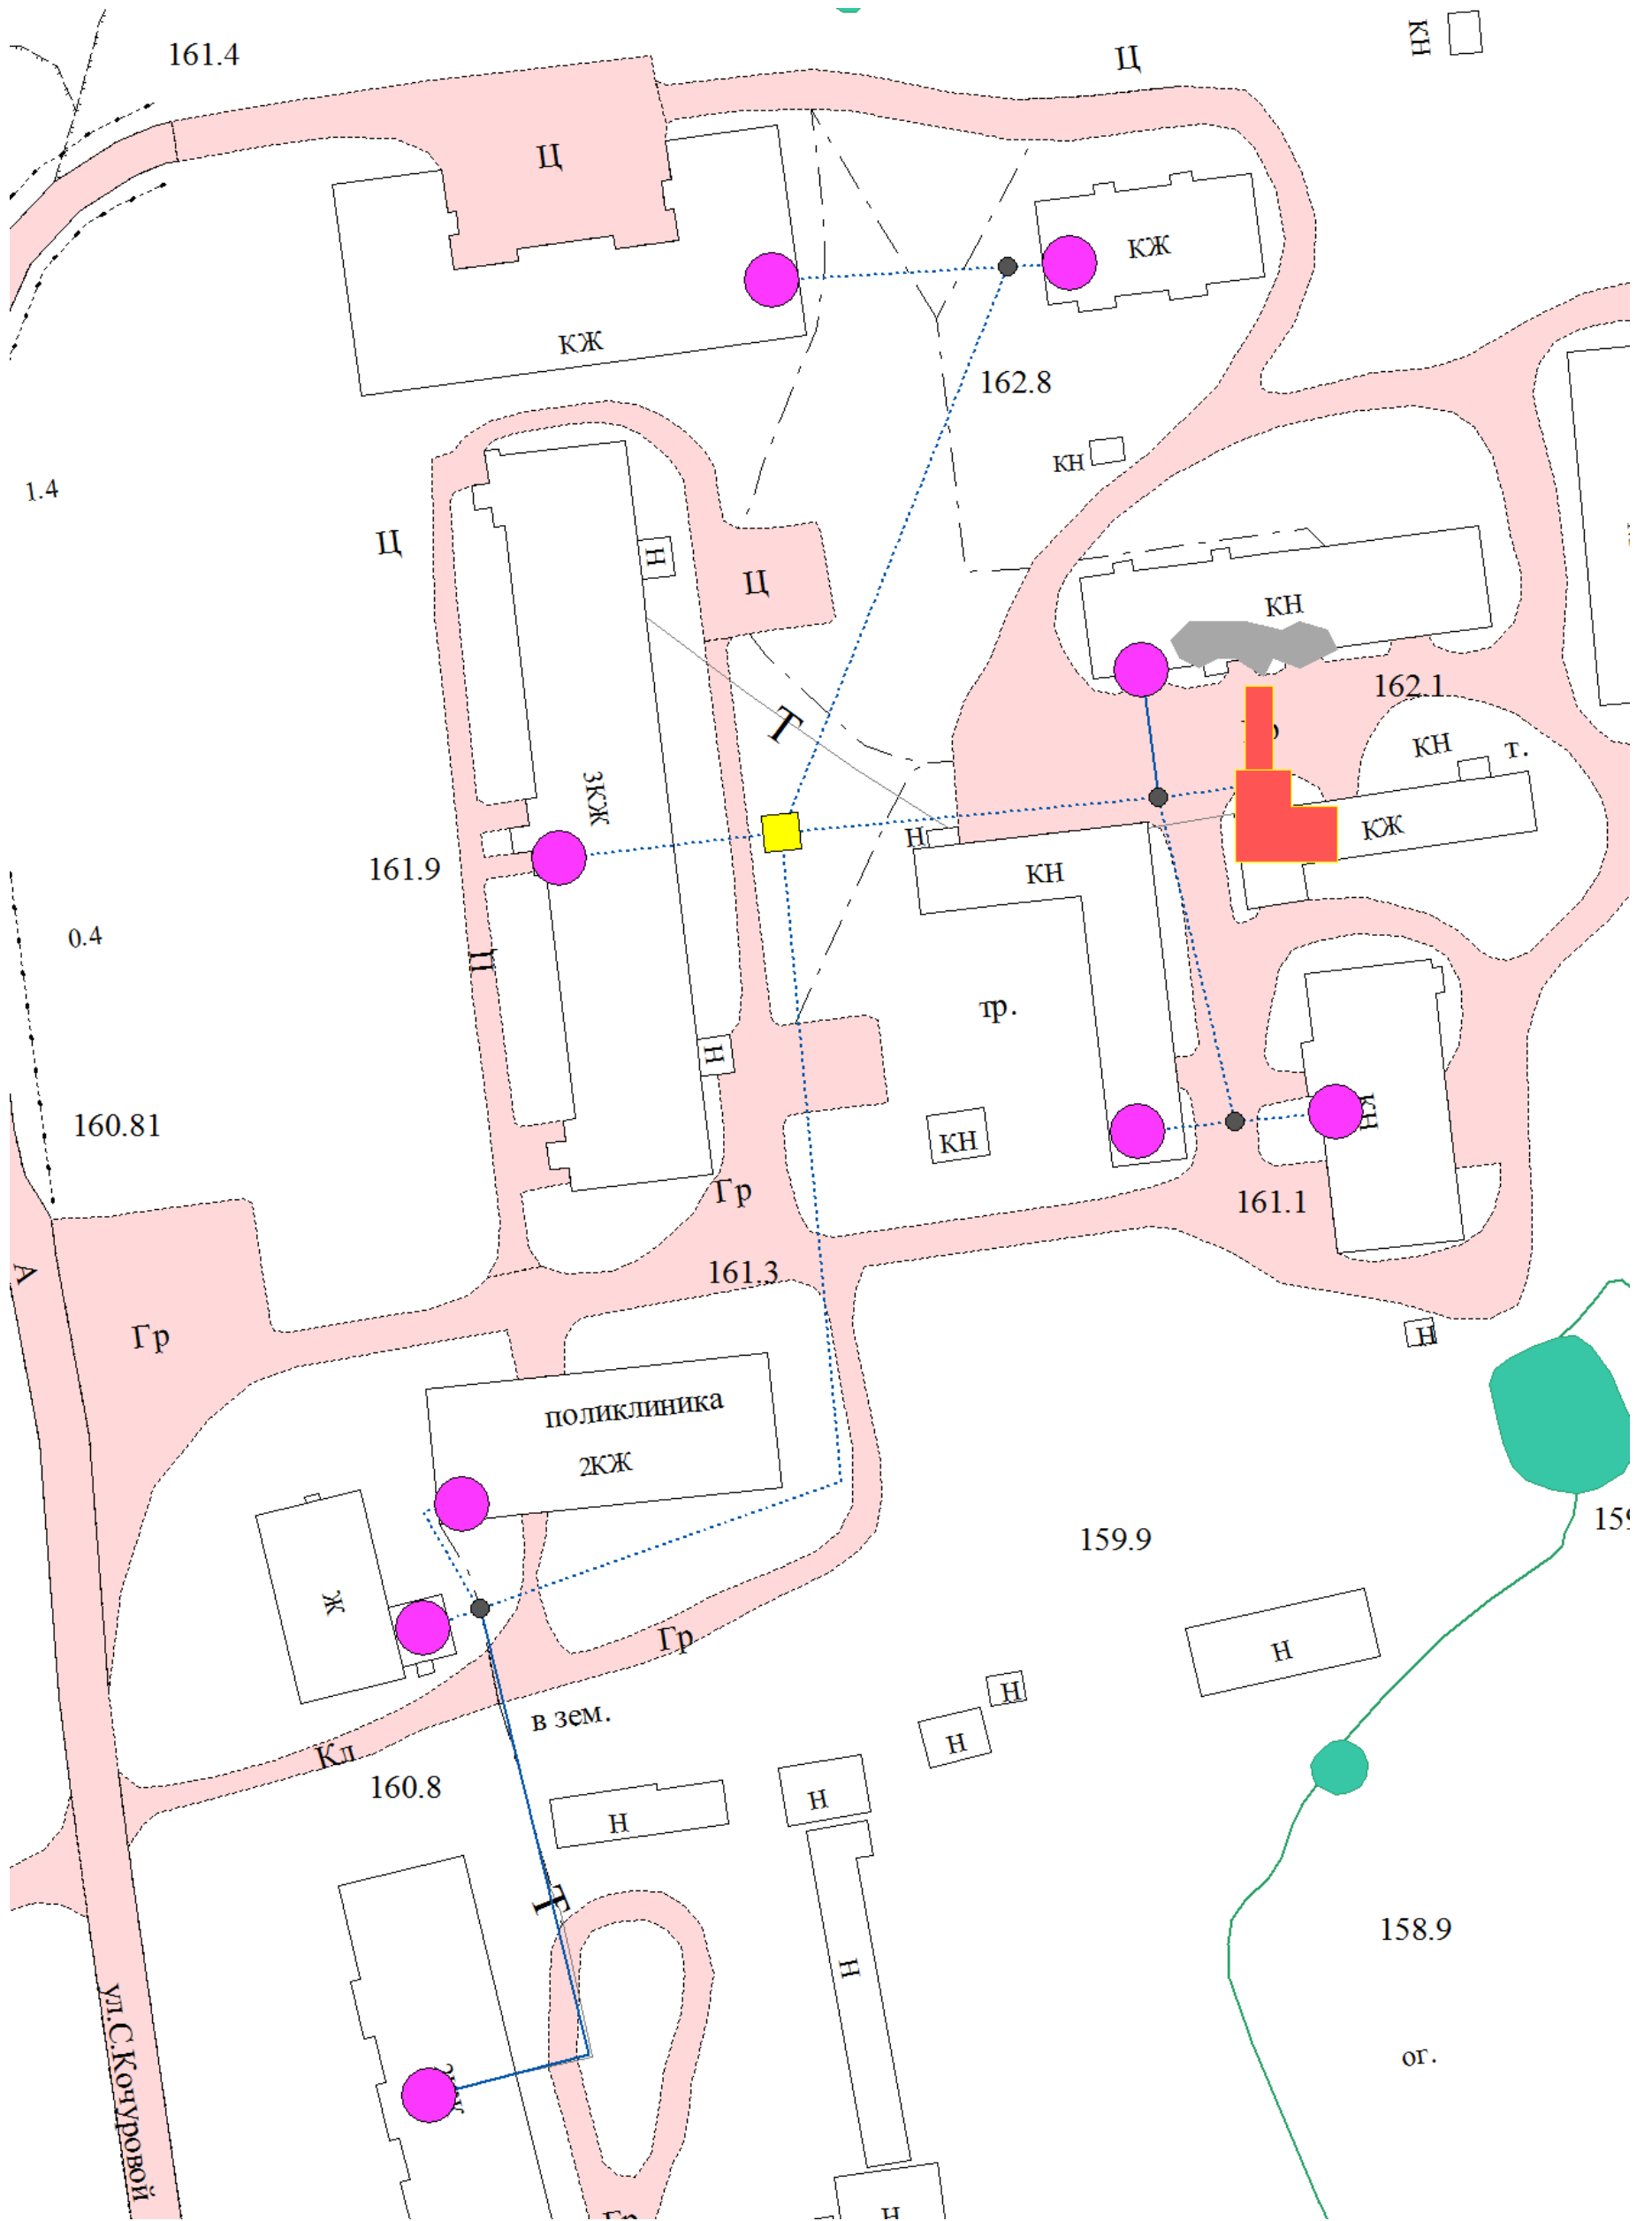 161.4
Ц
КН
Ц
КЖ
КЖ
162.8
КН
1.4
Ц
Н
Ц
КН
162.1
Т
КН
т.
3КЖ
КЖ
Н
161.9
КН
0.4
Ц
тр.
Н
160.81
КН
КН
Гр
161.1
161.3
А
Гр
Н
поликлиника
2КЖ
159.9
Ж
Гр
Н
Н
в зем.
Н
Кл
160.8
Н
Н
Т
158.9
Н
ул.С.Кочуровой
ог.
Н